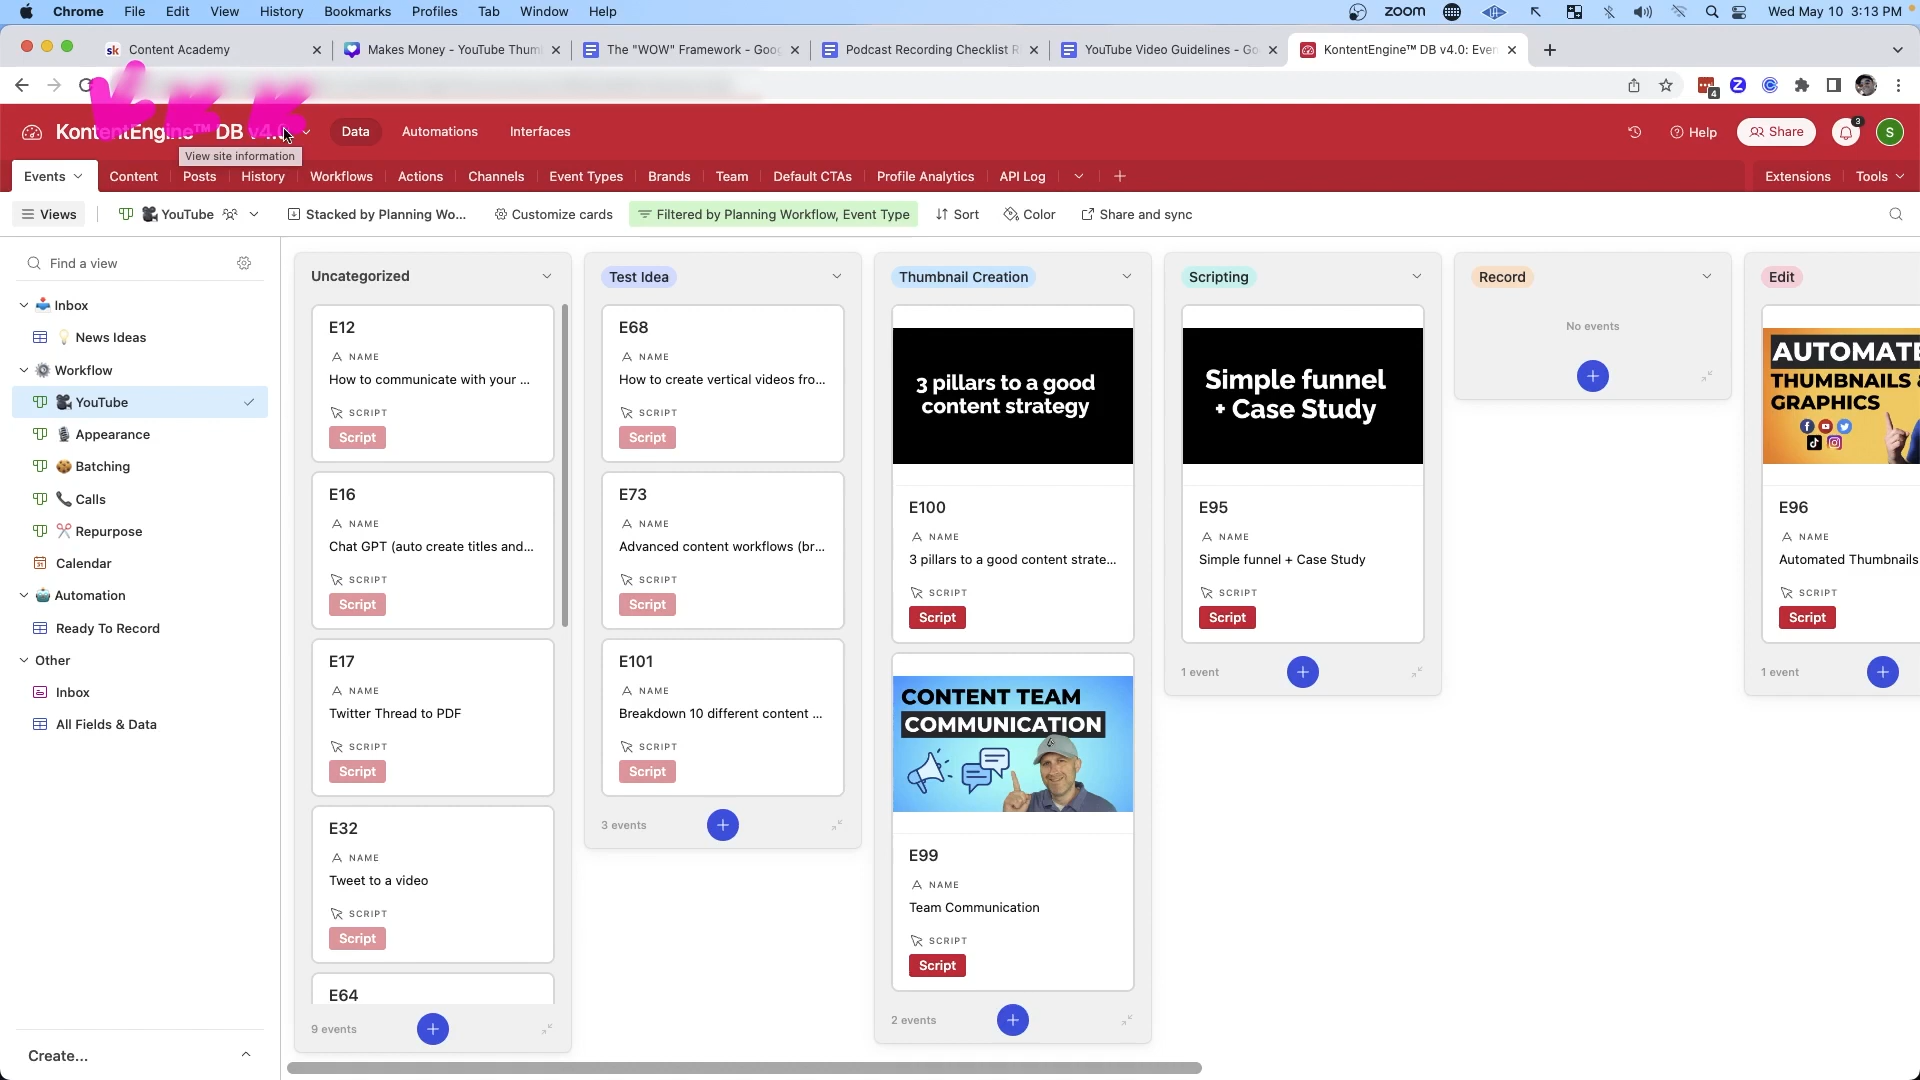 Chrome File Edit View History Bookmarks Profiles Tab Window Help
zoom
Wed May 10 3:13 PM
sk Content Academy
Makes Money - YouTube Thum
The "WOW" Framework - Goog
Podcast Recording Checklist R
YouTube Video Guidelines - Go
KontentEngine™ DB v4.0: Even
4
KontentEngine™ DB v4.0
Data Automations Interfaces
Help Share 3 S
View site information
Events Content Posts History Workflows Actions Channels Event Types Brands Team Default CTAs Profile Analytics API Log
Extensions Tools
Views
YouTube
Stacked by Planning Wo...
Customize cards
Filtered by Planning Workflow, Event Type
Sort
Color
Share and sync
Find a view
Inbox
News Ideas
Workflow
YouTube
Appearance
Batching
Calls
Repurpose
Calendar
Automation
Ready To Record
Other
Inbox
All Fields & Data
Create...
Uncategorized
E12
NAME
How to communicate with your ...
SCRIPT
Script
E16
NAME
Chat GPT (auto create titles and...
SCRIPT
Script
E17
NAME
Twitter Thread to PDF
SCRIPT
Script
E32
NAME
Tweet to a video
SCRIPT
Script
E64
9 events
Test Idea
E68
NAME
How to create vertical videos fro...
SCRIPT
Script
E73
NAME
Advanced content workflows (br...
SCRIPT
Script
E101
NAME
Breakdown 10 different content ...
SCRIPT
Script
3 events
Thumbnail Creation
3 pillars to a good
content strategy
E100
NAME
3 pillars to a good content strate...
SCRIPT
Script
CONTENT TEAM
COMMUNICATION
E99
NAME
Team Communication
SCRIPT
Script
2 events
Scripting
Simple funnel
+ Case Study
E95
NAME
Simple funnel + Case Study
SCRIPT
Script
1 event
Record
No events
Edit
AUTOMATE
THUMBNAILS &
GRAPHICS
E96
NAME
Automated Thumbnails
SCRIPT
Script
1 event